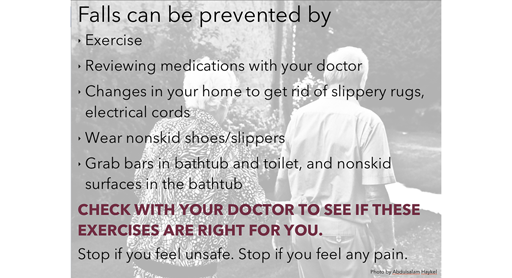 Falls can be prevented by
‣ Exercise
‣ Reviewing medications with your doctor
‣ Changes in your home to get rid of slippery rugs,
electrical cords
‣ Wear nonskid shoes/slippers
‣ Grab bars in bathtub and toilet, and nonskid
surfaces in the bathtub
CHECK WITH YOUR DOCTOR TO SEE IF THESE
EXERCISES ARE RIGHT FOR YOU.
Stop if you feel unsafe. Stop if you feel any pain.
Photo by Abdulsalam Haykal